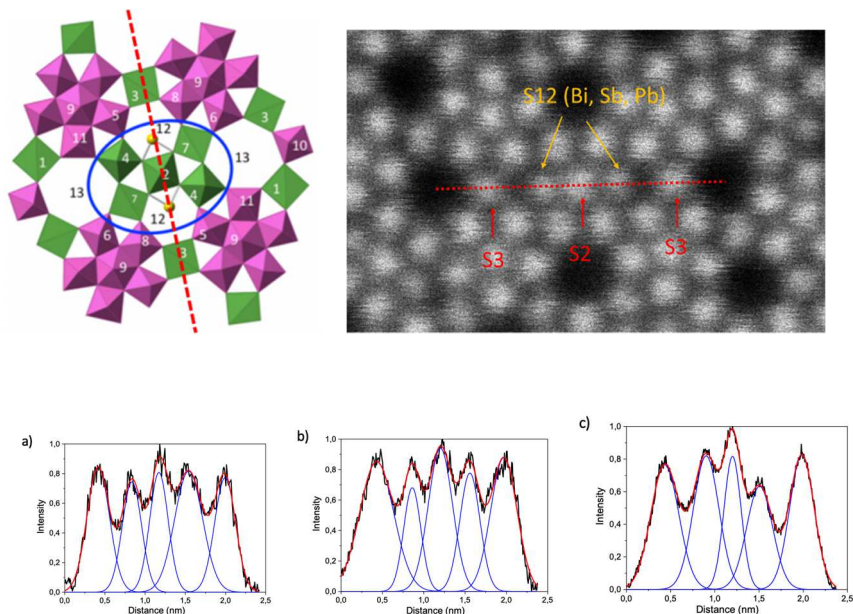 3
9
5
8
9
6
3
11
12
1
4
7
10
13
2
13
7
4
1
12
11
6
8
5
9
3
9
S12 (Bi, Sb, Pb)
S3
S2
S3
a)
1,0
0,8
0,6
0,4
0,2
0,0
Intensity
0,0 0,5 1,0 1,5 2,0 2,5
Distance (nm)
b)
1,0
0,8
0,6
0,4
0,2
0,0
Intensity
0,0 0,5 1,0 1,5 2,0 2,5
Distance (nm)
c)
1,0
0,8
0,6
0,4
0,2
0,0
Intensity
0,0 0,5 1,0 1,5 2,0 2,5
Distance (nm)